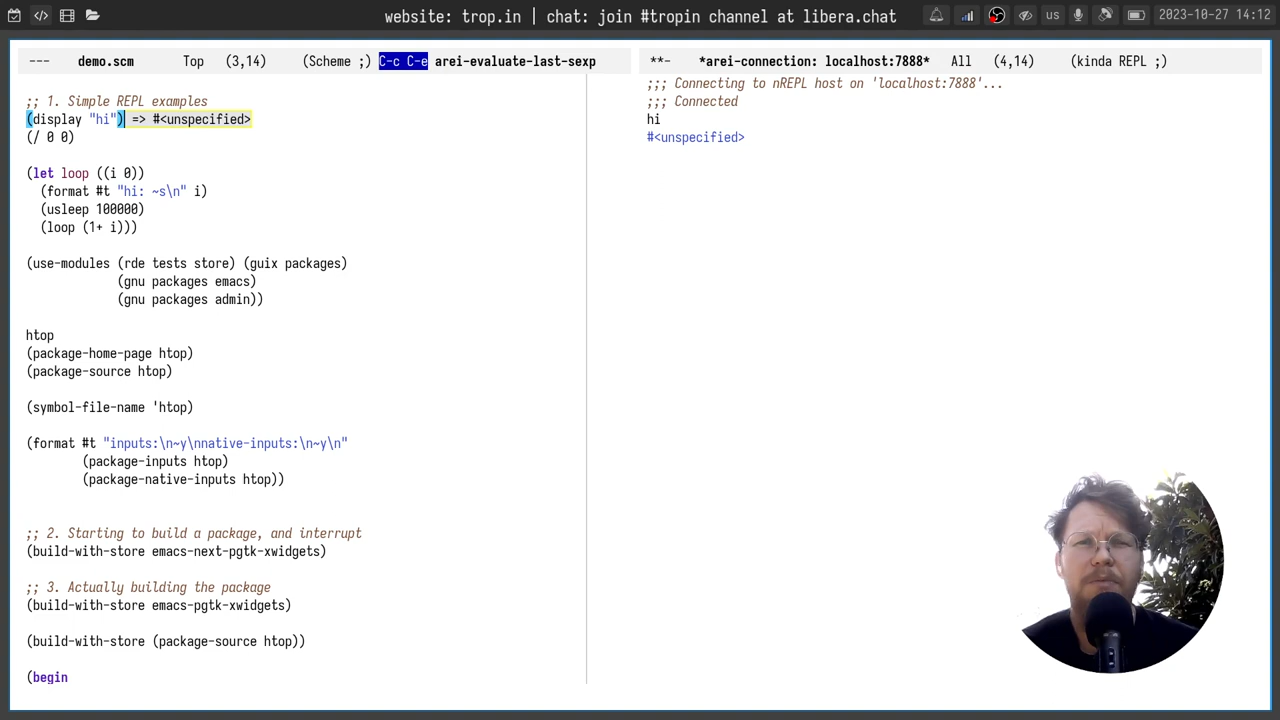 website: trop.in | chat: join #tropin channel at libera.chat
us
2023-10-27 14:12
--- demo.scm Top (3,14) (Scheme ;) C-c C-e arei-evaluate-last-sexp
;; 1. Simple REPL examples
(display "hi") => #<unspecified>
(/ 0 0)
(let loop ((i 0))
(format #t "hi: ~s\n" i)
(usleep 100000)
(loop (1+ i)))
(use-modules (rde tests store) (guix packages)
(gnu packages emacs)
(gnu packages admin))
htop
(package-home-page htop)
(package-source htop)
(symbol-file-name 'htop)
(format #t "inputs:\n~y\nnative-inputs:\n~y\n"
(package-inputs htop)
(package-native-inputs htop))
;; 2. Starting to build a package, and interrupt
(build-with-store emacs-next-pgtk-xwidgets)
;; 3. Actually building the package
(build-with-store emacs-pgtk-xwidgets)
(build-with-store (package-source htop))
(begin
**- *arei-connection: localhost:7888* All (4,14) (kinda REPL ;)
;;; Connecting to nREPL host on 'localhost:7888'...
;;; Connected
hi
#<unspecified>